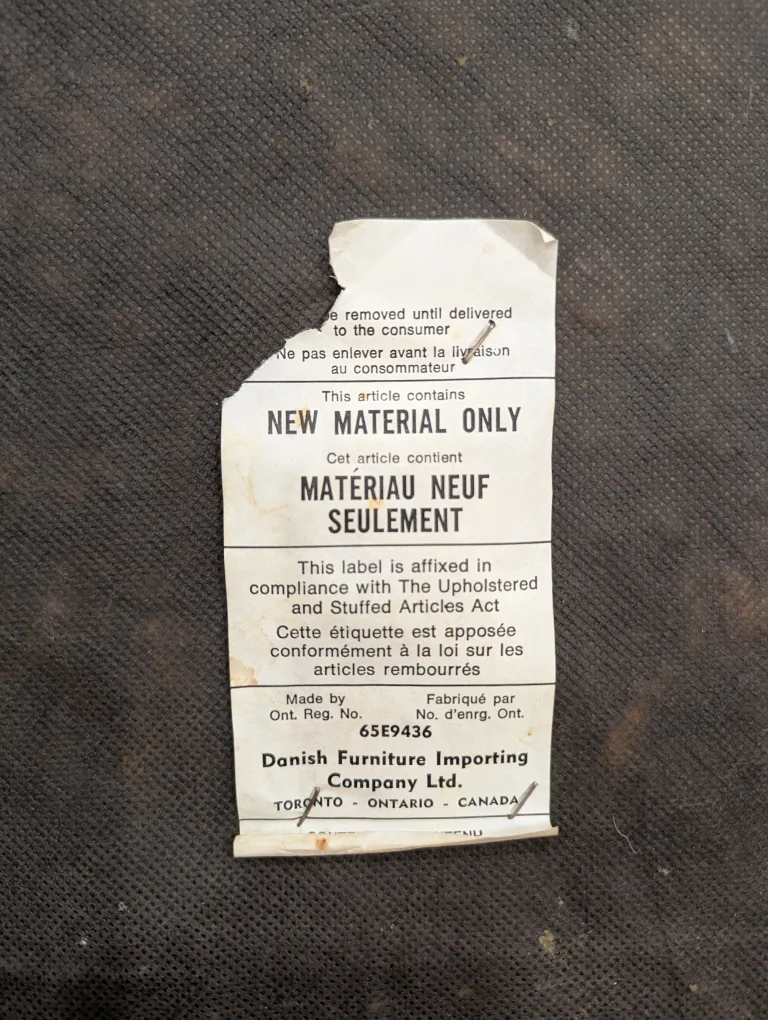 removed until delivered
to the consumer
Ne pas enlever avant la livraison
au consommateur
This article contains
NEW MATERIAL ONLY
Cet article contient
MATÉRIAU NEUF
SEULEMENT
This label is affixed in
compliance with The Upholstered
and Stuffed Articles Act
Cette étiquette est apposée
conformément à la loi sur les
articles rembourrés
Made by Fabriqué par
Ont. Reg. No. No. d'enrg. Ont.
65E9436
Danish Furniture Importing
Company Ltd.
TORONTO - ONTARIO - CANADA